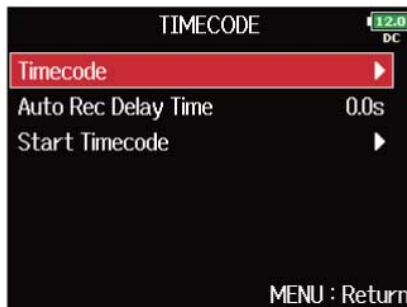 TIMECODE
12.0
DC
Timecode
Auto Rec Delay Time 0.0s
Start Timecode
MENU : Return